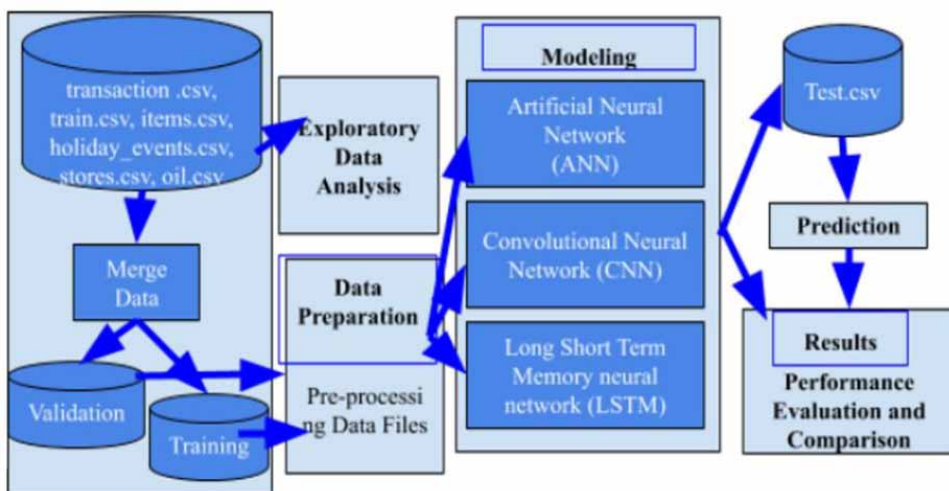 transaction .csv,
train.csv, items.csv,
holiday_events.csv,
stores.csv, oil.csv
Merge
Data
Validation
Training
Exploratory
Data
Analysis
Data
Preparation
Pre-processi
ng Data Files
Modeling
Artificial Neural
Network
(ANN)
Convolutional Neural
Network (CNN)
Long Short Term
Memory neural
network (LSTM)
Test.csv
Prediction
Results
Performance
Evaluation and
Comparison